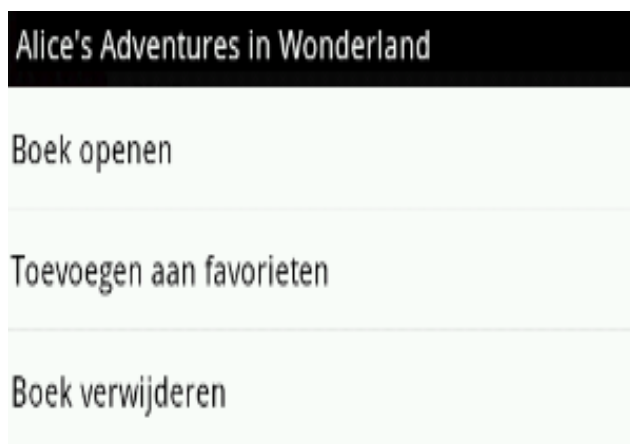 Alice's Adventures in Wonderland
Boek openen
Toevoegen aan favorieten
Boek verwijderen